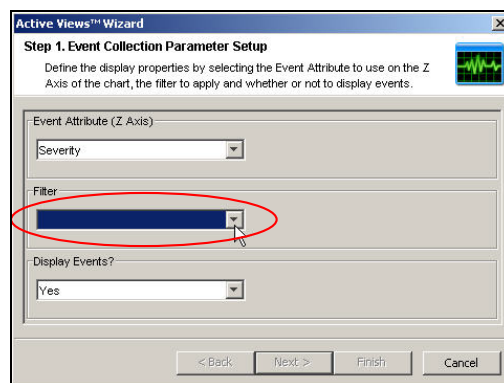 Active Views™ Wizard
Step 1. Event Collection Parameter Setup
Define the display properties by selecting the Event Attribute to use on the Z
Axis of the chart, the filter to apply and whether or not to display events.
Event Attribute (Z Axis)
Severity
Filter
Display Events?
Yes
< Back
Next >
Finish
Cancel